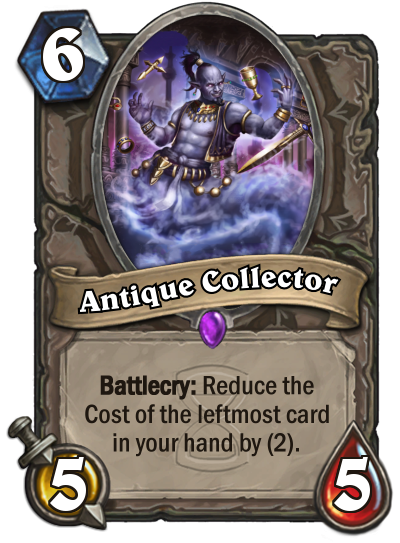 6
Antique Collector
Battlecry: Reduce the
Cost of the leftmost card
in your hand by (2).
5 5